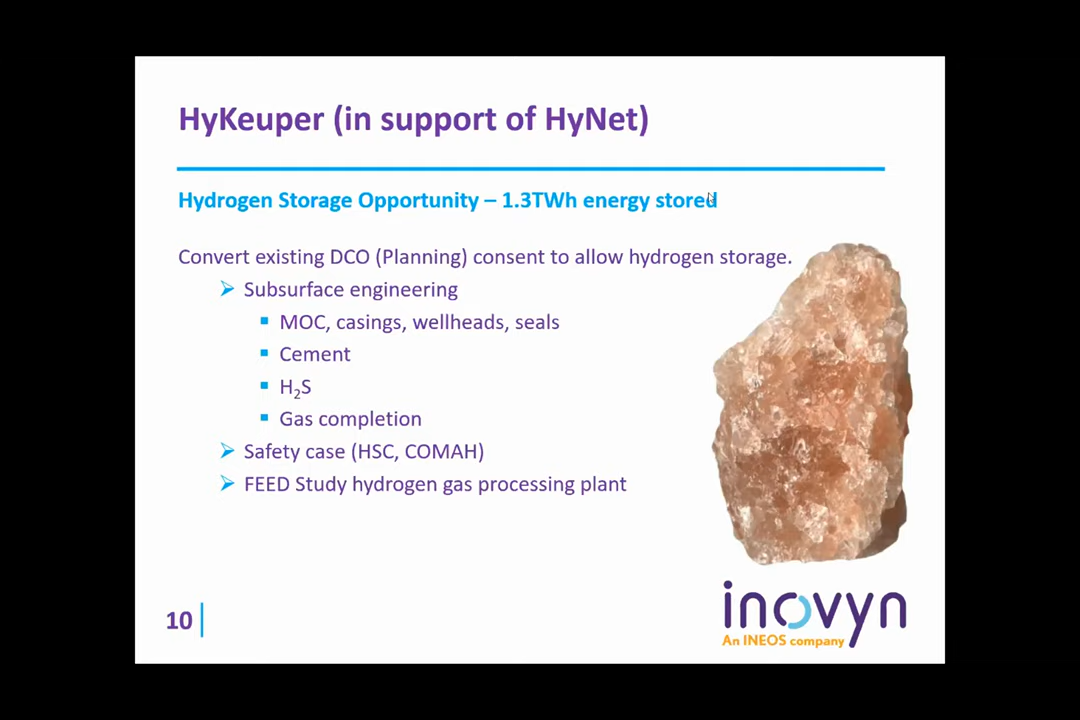 HyKeuper (in support of HyNet)
Hydrogen Storage Opportunity – 1.3TWh energy stored
Convert existing DCO (Planning) consent to allow hydrogen storage.
Subsurface engineering
MOC, casings, wellheads, seals
Cement
H₂S
Gas completion
Safety case (HSC, COMAH)
FEED Study hydrogen gas processing plant
10
inovyn
An INEOS company